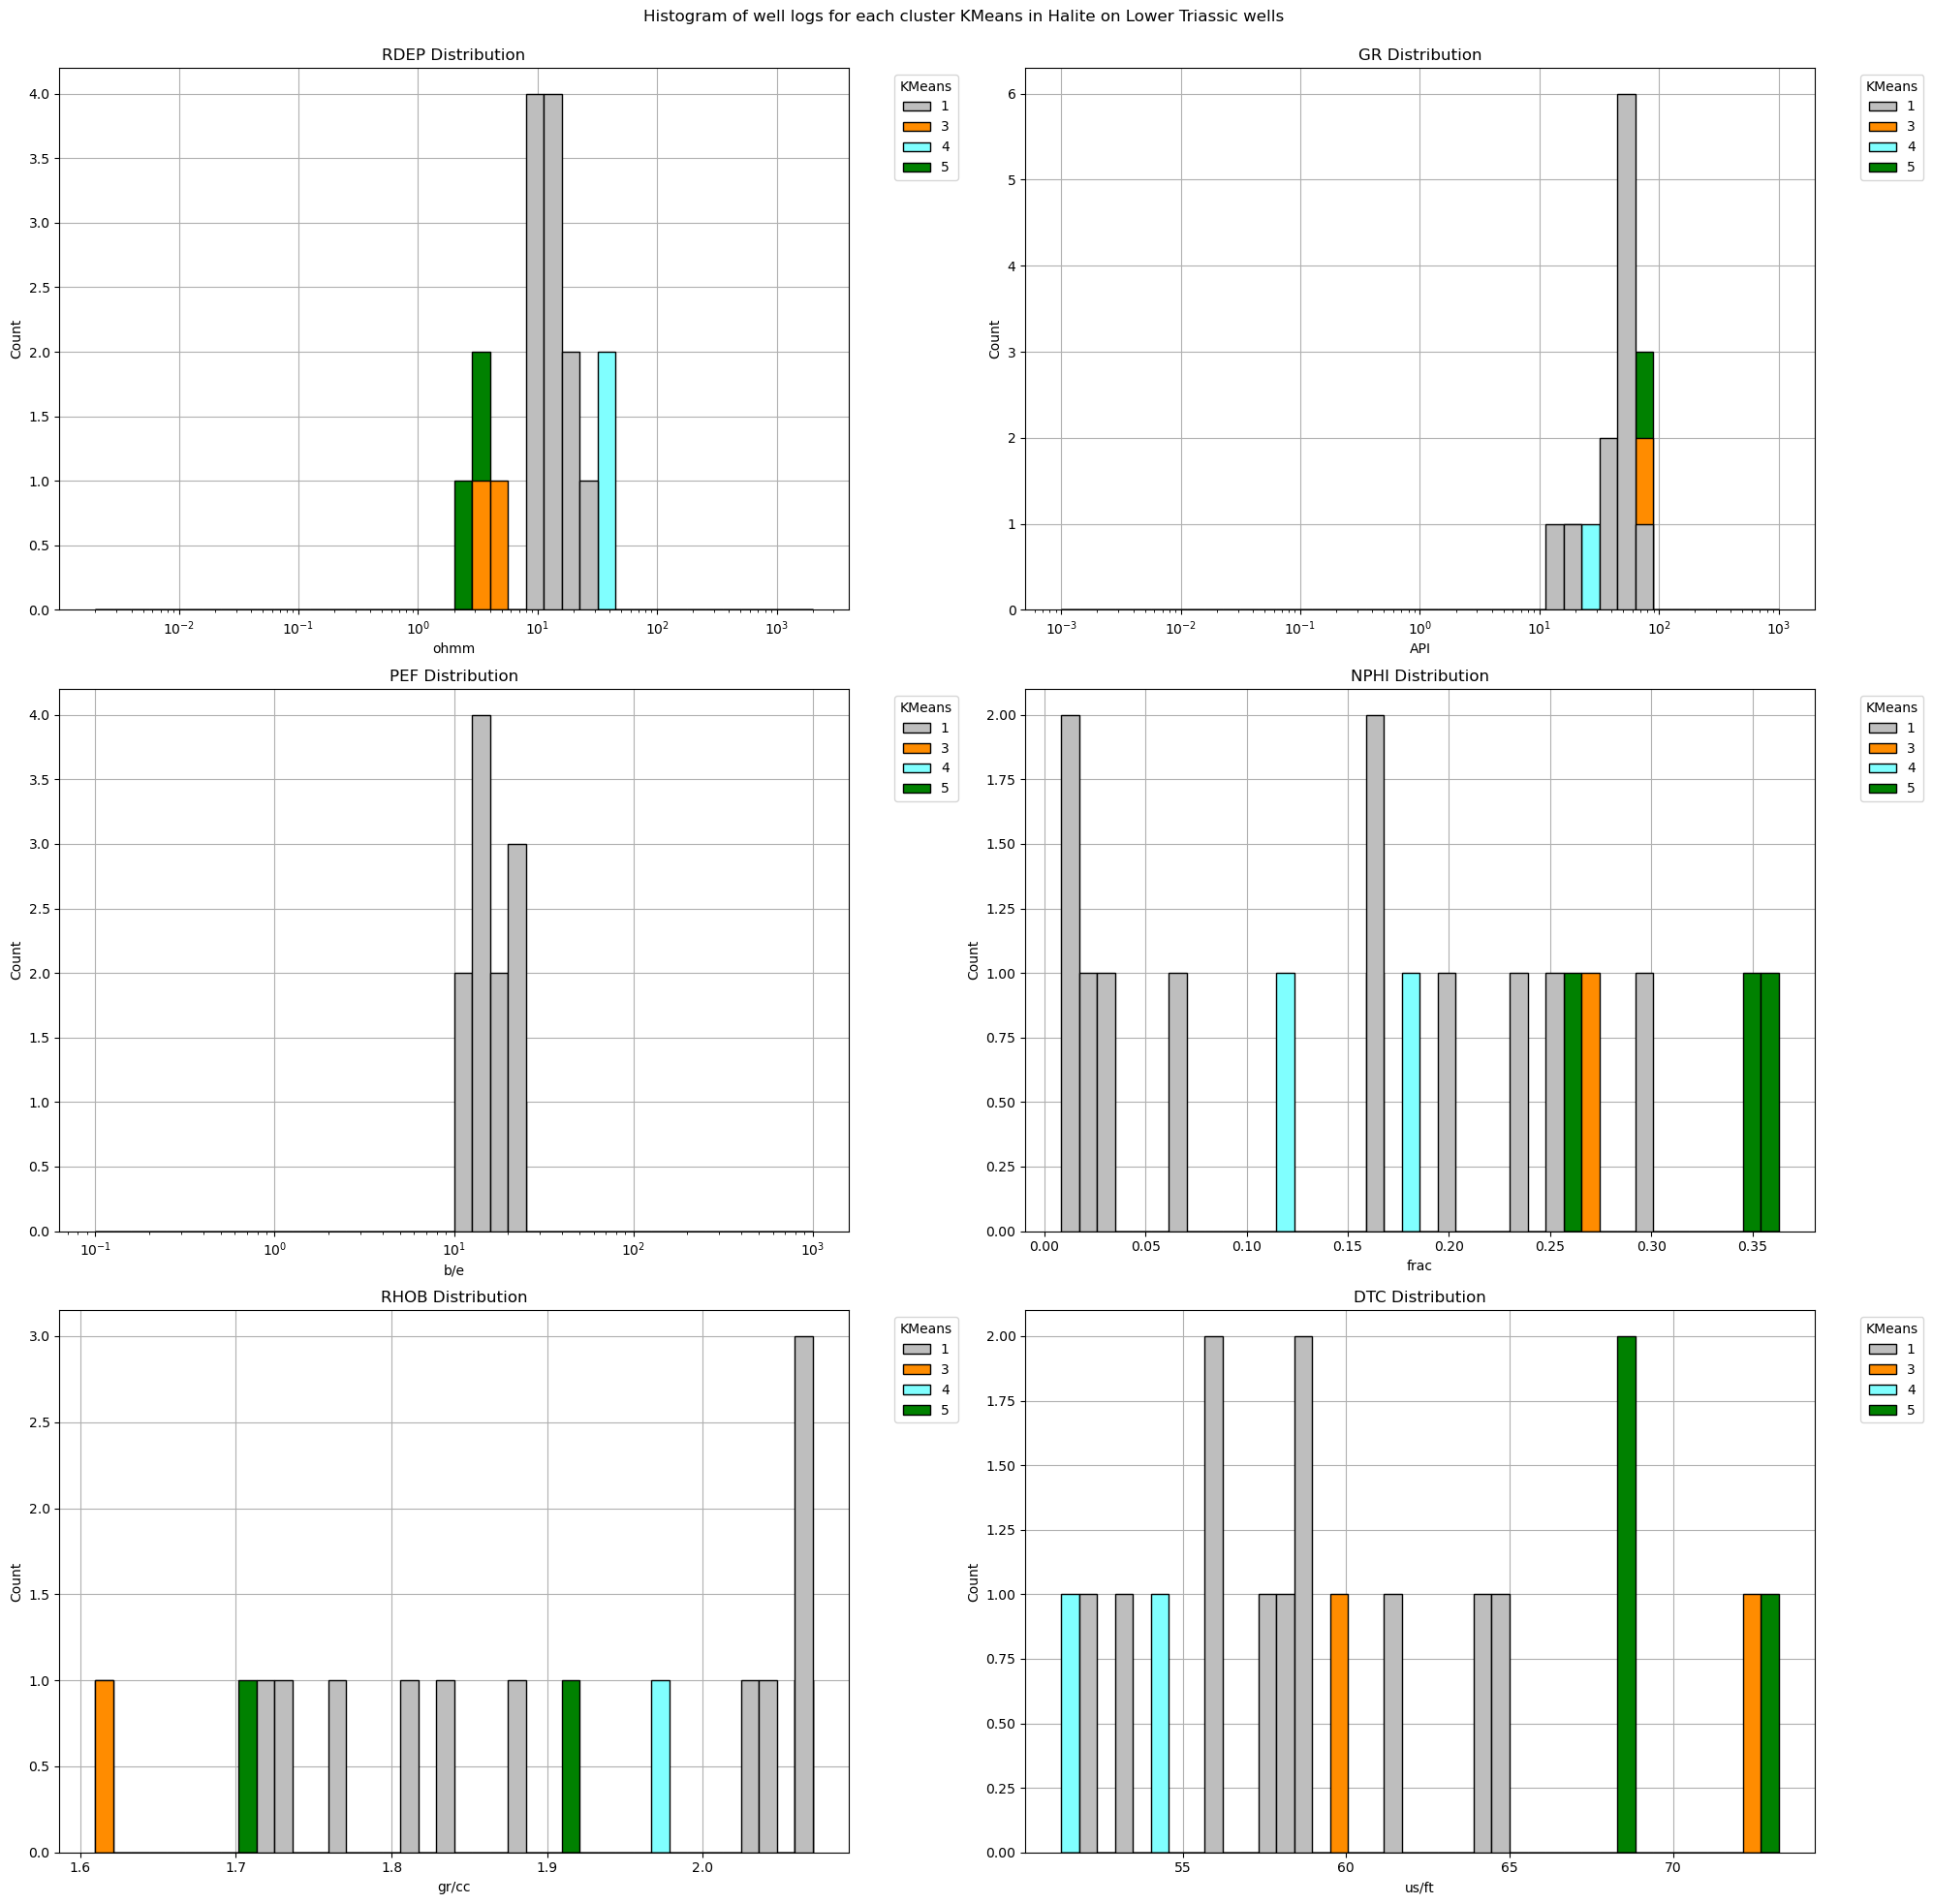 Histogram of well logs for each cluster KMeans in Halite on Lower Triassic wells
RDEP Distribution
4.0
3.5
3.0
2.5
2.0
1.5
1.0
0.5
0.0
Count
10⁻² 10⁻¹ 10⁰ 10¹ 10² 10³
ohmm
KMeans
1
3
4
5
GR Distribution
6
5
4
3
2
1
0
Count
10⁻³ 10⁻² 10⁻¹ 10⁰ 10¹ 10² 10³
API
KMeans
1
3
4
5
PEF Distribution
4.0
3.5
3.0
2.5
2.0
1.5
1.0
0.5
0.0
Count
10⁻¹ 10⁰ 10¹ 10² 10³
b/e
KMeans
1
3
4
5
NPHI Distribution
2.00
1.75
1.50
1.25
1.00
0.75
0.50
0.25
0.00
Count
0.00 0.05 0.10 0.15 0.20 0.25 0.30 0.35
frac
KMeans
1
3
4
5
RHOB Distribution
3.0
2.5
2.0
1.5
1.0
0.5
0.0
Count
1.6 1.7 1.8 1.9 2.0
gr/cc
KMeans
1
3
4
5
DTC Distribution
2.00
1.75
1.50
1.25
1.00
0.75
0.50
0.25
0.00
Count
55 60 65 70
us/ft
KMeans
1
3
4
5